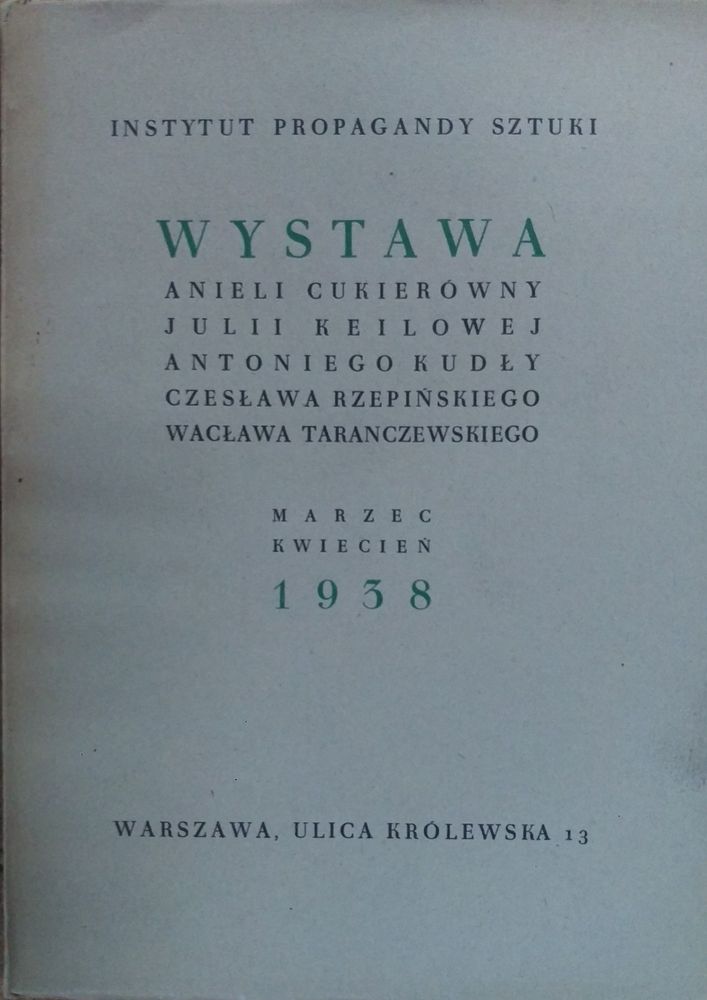 INSTYTUT PROPAGANDY SZTUKI
WYSTAWA
ANIELI CUKIERÓWNY
JULII KEILOWEJ
ANTONIEGO KUDŁY
CZESŁAWA RZEPIŃSKIEGO
WACŁAWA TARANCZEWSKIEGO
MARZEC
KWIECIEŃ
1938
WARSZAWA, ULICA KRÓLEWSKA 13